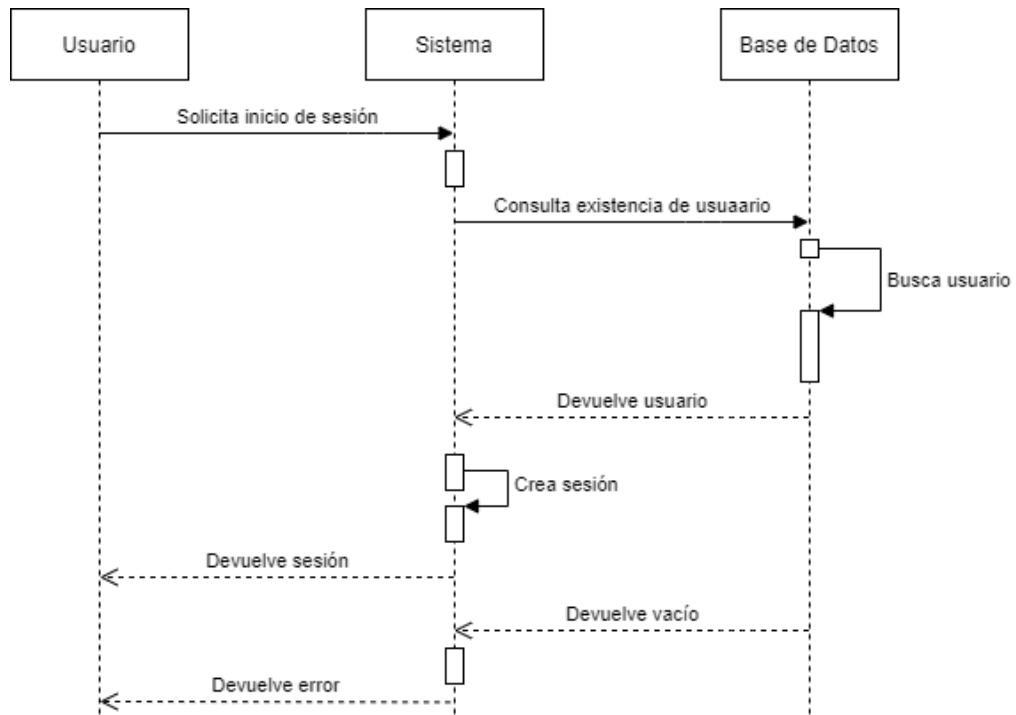 Usuario
Sistema
Base de Datos
Solicita inicio de sesión
Consulta existencia de usuaario
Busca usuario
Devuelve usuario
Crea sesión
Devuelve sesión
Devuelve vacío
Devuelve error